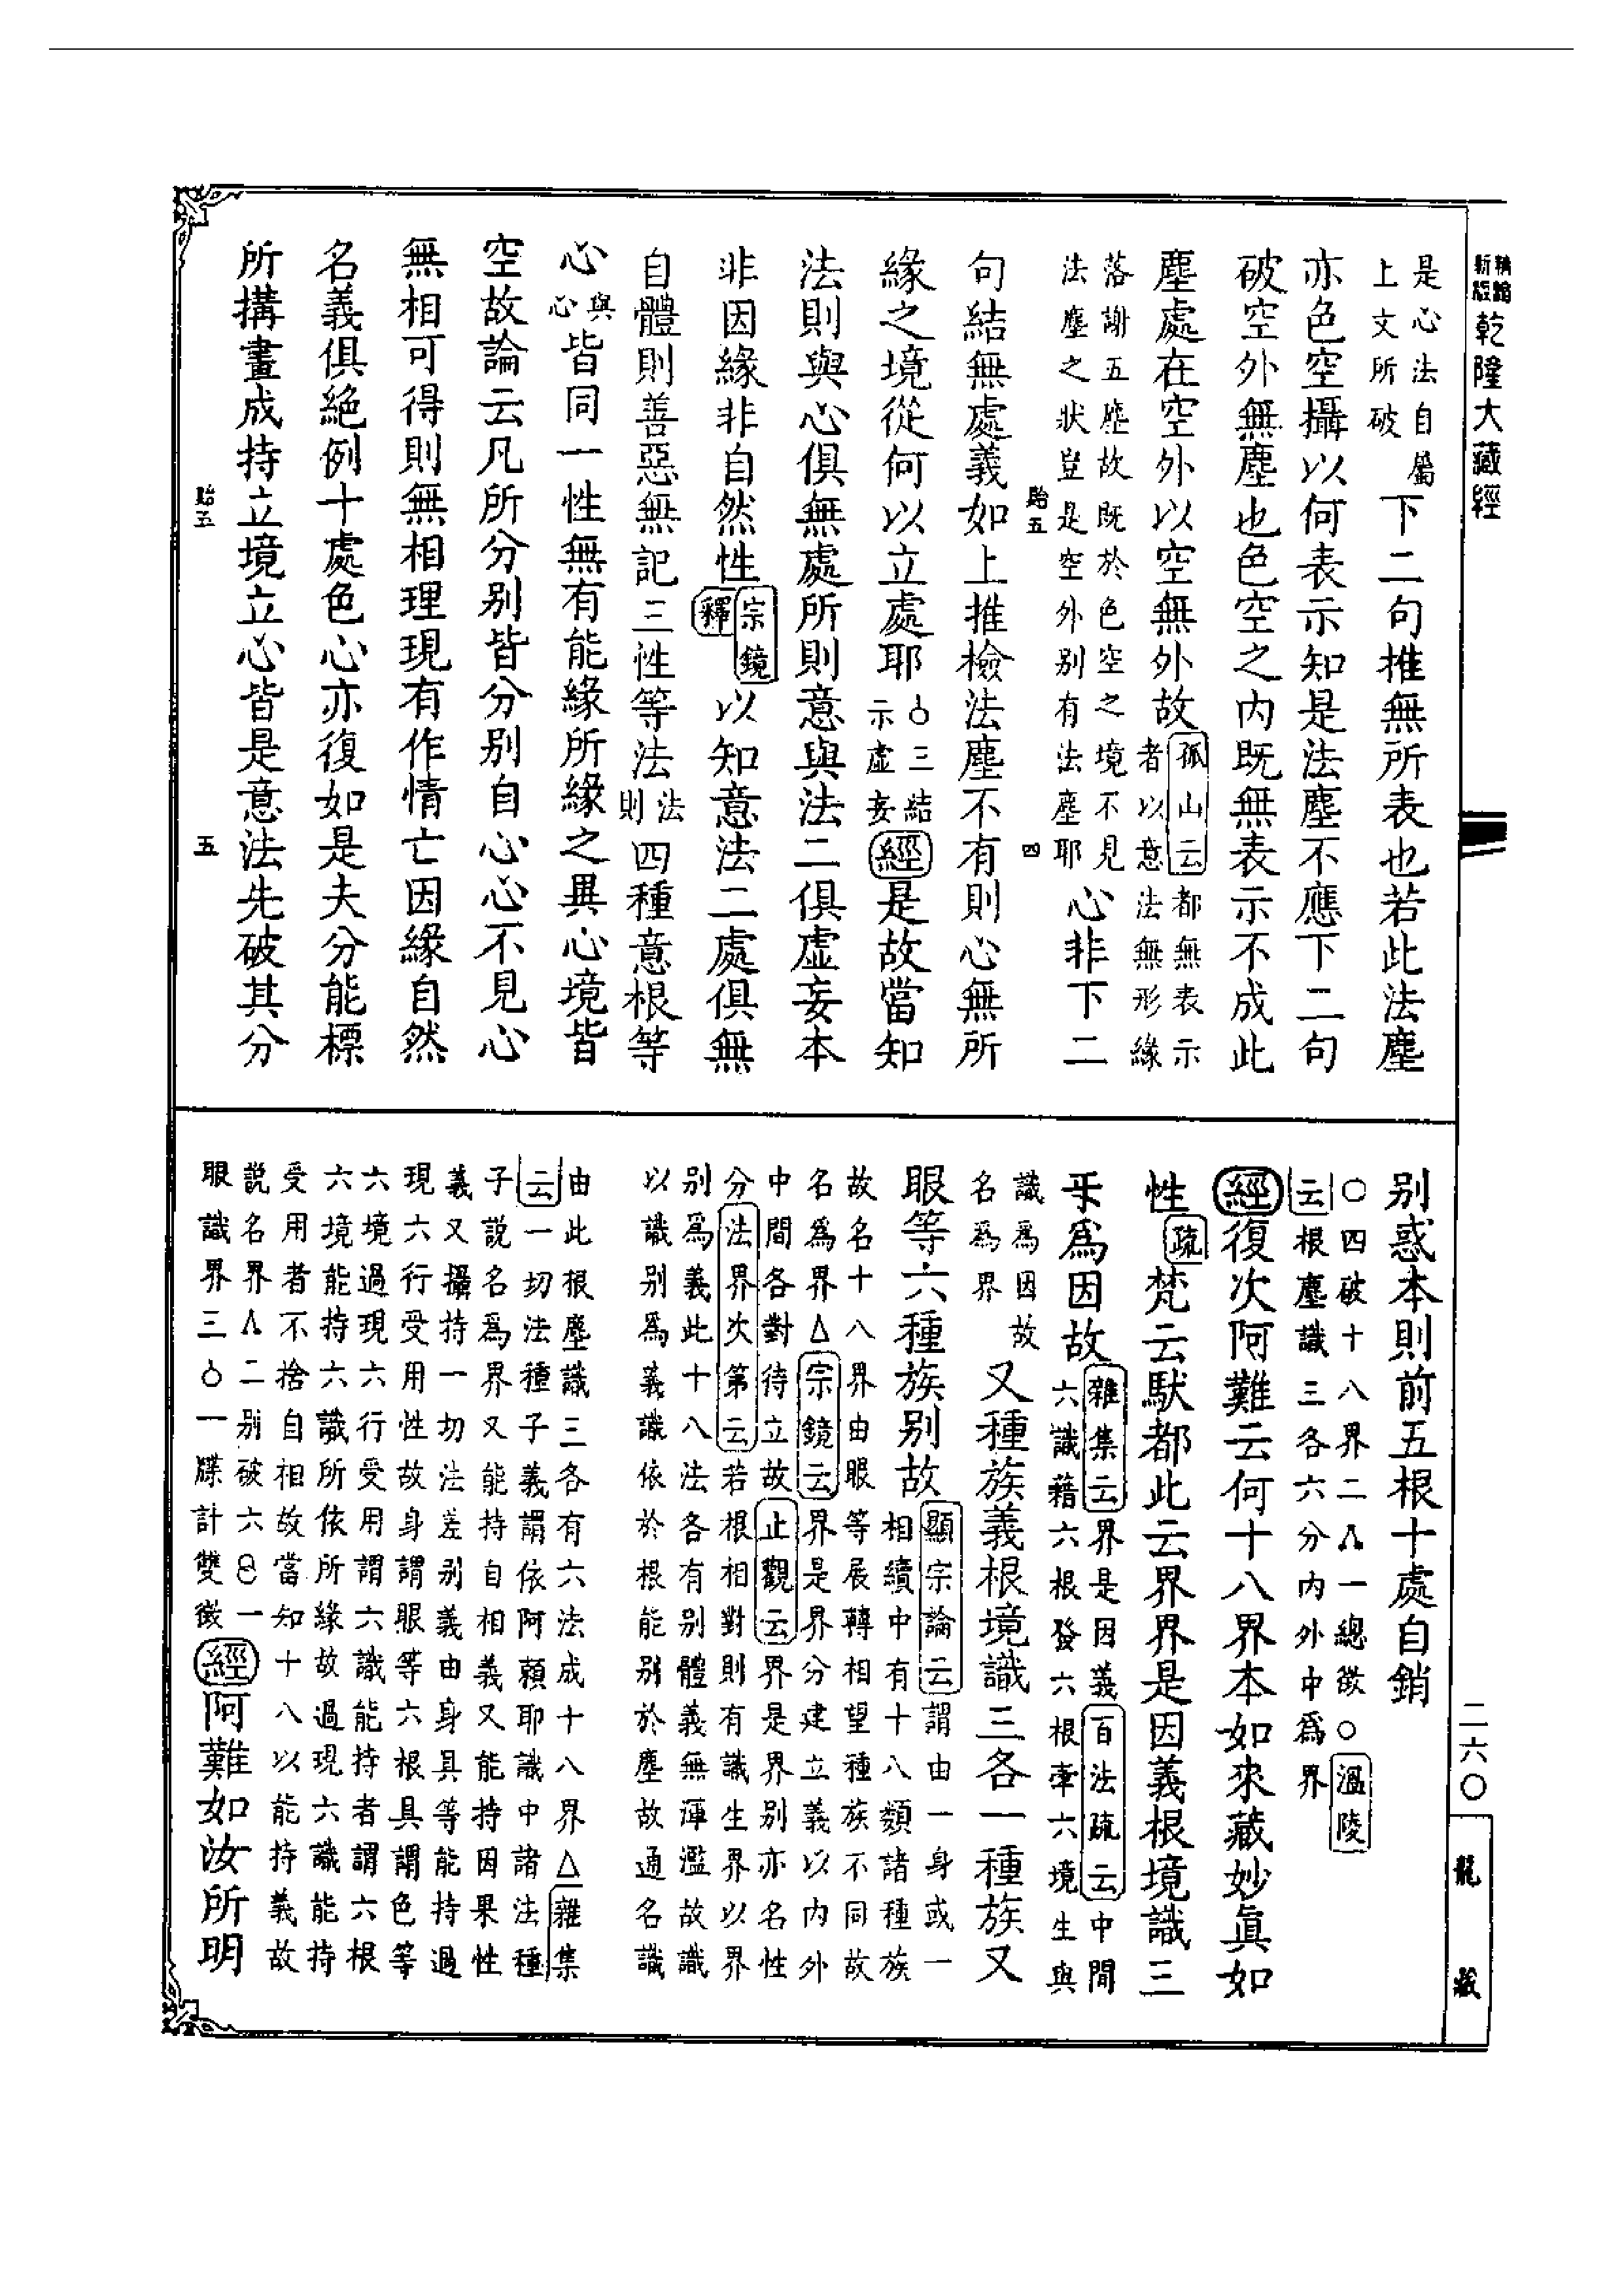 精縮新版乾隆大藏經
是心法自屬
上文所破
下二句推無所表也若此法塵
亦色空攝以何表示知是法塵不應下二句
破空外無塵也色空之内既無表示不成此
塵處在空外以空無外故
孤山云都無表示
者以意法無形緣
落謝五塵故既於色空之境不見
法塵之狀豈是空外别有法塵耶
心非下二
句結無處義如上推檢法塵不有則心無所
緣之境從何以立處耶
三結
示虛妄
經是故當知
法則與心俱無處所則意與法二俱虛妄本
非因緣非自然性
宗鏡
釋
以知意法二處俱無
自體則善惡無記三性等法
法
則
四種意根等
心
與
心
皆同一性無有能緣所緣之異心境皆
空故論云凡所分别皆分别自心心不見心
無相可得則無相理現有作情亡因緣自然
名義俱絶例十處色心亦復如是夫分能標
所搆畫成持立境立心皆是意法先破其分
貽五
四
貽五
五
别惑本則前五根十處自銷
○四破十八界二一總徵○溫陵
云根塵識三各六分内外中爲界
經復次阿難云何十八界本如來藏妙眞如
性
疏梵云馱都此云界界是因義根境識三
乎爲因故
雜集云界是因義百法疏云中間
六識藉六根發六根牽六境生與
識爲因故
名爲界
又種族義根境識三各一種族又
眼等六種族别故
顯宗論云謂由一身或一
相續中有十八類諸種族
故名十八界由眼等展轉相望種族不同故
名爲界△宗鏡云界是界分建立義以内外
中間各對待立故止觀云界是界别亦名性
分法界次第云若根相對則有識生界以界
别爲義此十八法各有别體義無渾濫故識
以識别爲義識依於根能别於塵故通名識
由此根塵識三各有六法成十八界△雜集
云一切法種子義謂依阿賴耶識中諸法種
子說名爲界又能持自相義又能持因果性
義又攝持一切法差别義由身具等能持過
現六行受用性故身謂眼等六根具謂色等
六境過現六行受用謂六識能持者謂六根
六境能持六識所依所緣故過現六識能持
受用者不捨自相故當知十八以能持義故
説名界二别破六一
眼識界三一牒計雙徵經阿難如汝所明
二六〇
龍藏